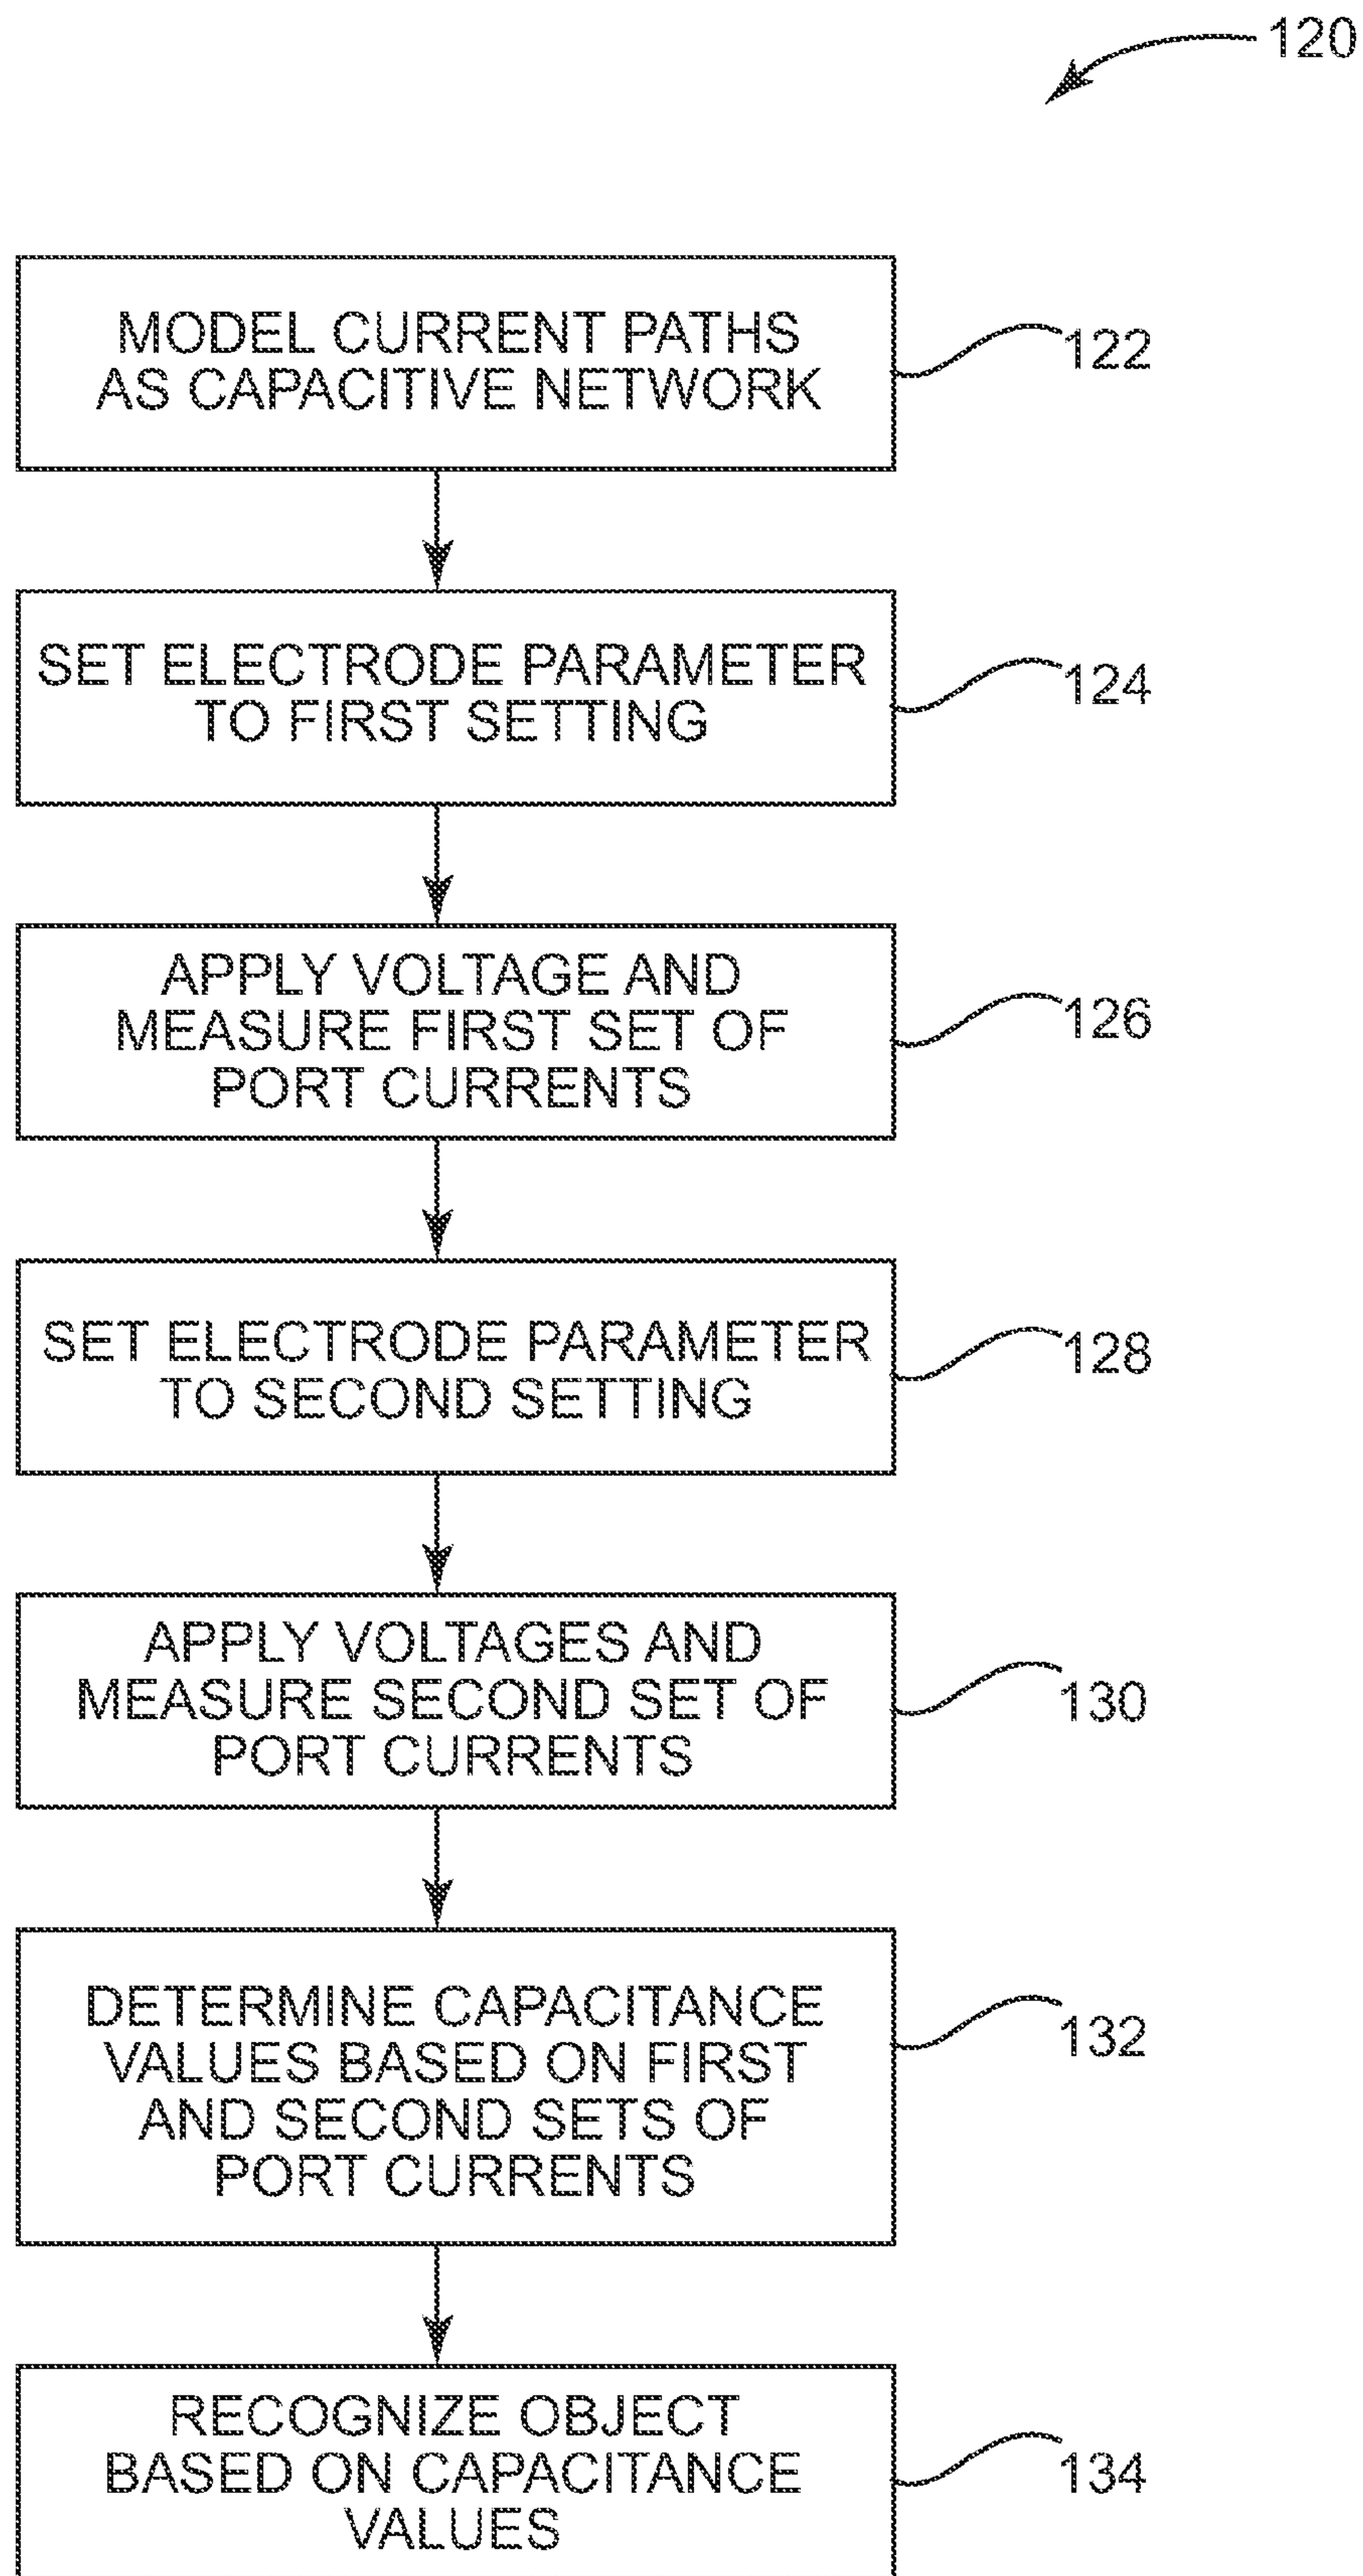 120
MODEL CURRENT PATHS
AS CAPACITIVE NETWORK
122
SET ELECTRODE PARAMETER
TO FIRST SETTING
124
APPLY VOLTAGE AND
MEASURE FIRST SET OF
PORT CURRENTS
126
SET ELECTRODE PARAMETER
TO SECOND SETTING
128
APPLY VOLTAGES AND
MEASURE SECOND SET OF
PORT CURRENTS
130
DETERMINE CAPACITANCE
VALUES BASED ON FIRST
AND SECOND SETS OF
PORT CURRENTS
132
RECOGNIZE OBJECT
BASED ON CAPACITANCE
VALUES
134